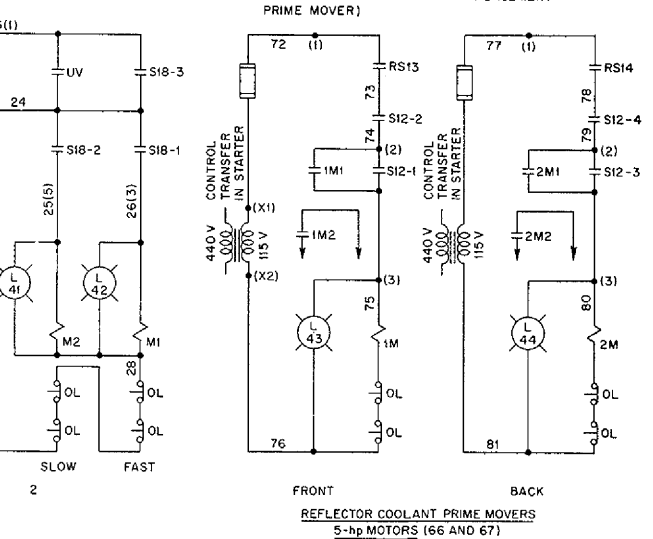 PRIME MOVER)
72
(1)
77
(1)
UV
S18-3
RS13
RS14
24
73
78
S12-2
S12-4
74
79
S18-2
S18-1
(2)
(2)
1M1
S12-1
2M1
S12-3
CONTROL
TRANSFER
IN STARTER
CONTROL
TRANSFER
IN STARTER
25(5)
26(3)
(X1)
440 V
115 V
1M2
440 V
115 V
2M2
(X2)
L
41
L
42
(3)
(3)
75
80
L
43
L
44
M2
M1
1M
2M
28
OL
OL
OL
OL
OL
OL
OL
OL
76
81
SLOW
FAST
2
FRONT
BACK
REFLECTOR COOLANT PRIME MOVERS
5-hp MOTORS (66 AND 67)